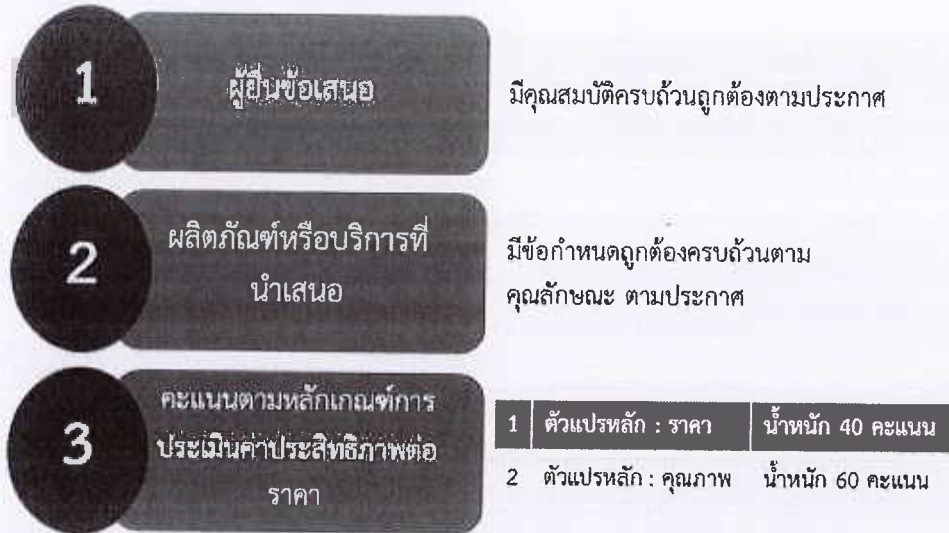 1
ผู้ยื่นข้อเสนอ
มีคุณสมบัติครบถ้วนถูกต้องตามประกาศ
2
ผลิตภัณฑ์หรือบริการที่
นำเสนอ
มีข้อกำหนดถูกต้องครบถ้วนตาม
คุณลักษณะ ตามประกาศ
3
คะแนนตามหลักเกณฑ์การ
ประเมินค่าประสิทธิภาพต่อ
ราคา
1 ตัวแปรหลัก : ราคา น้ำหนัก 40 คะแนน
2 ตัวแปรหลัก : คุณภาพ น้ำหนัก 60 คะแนน